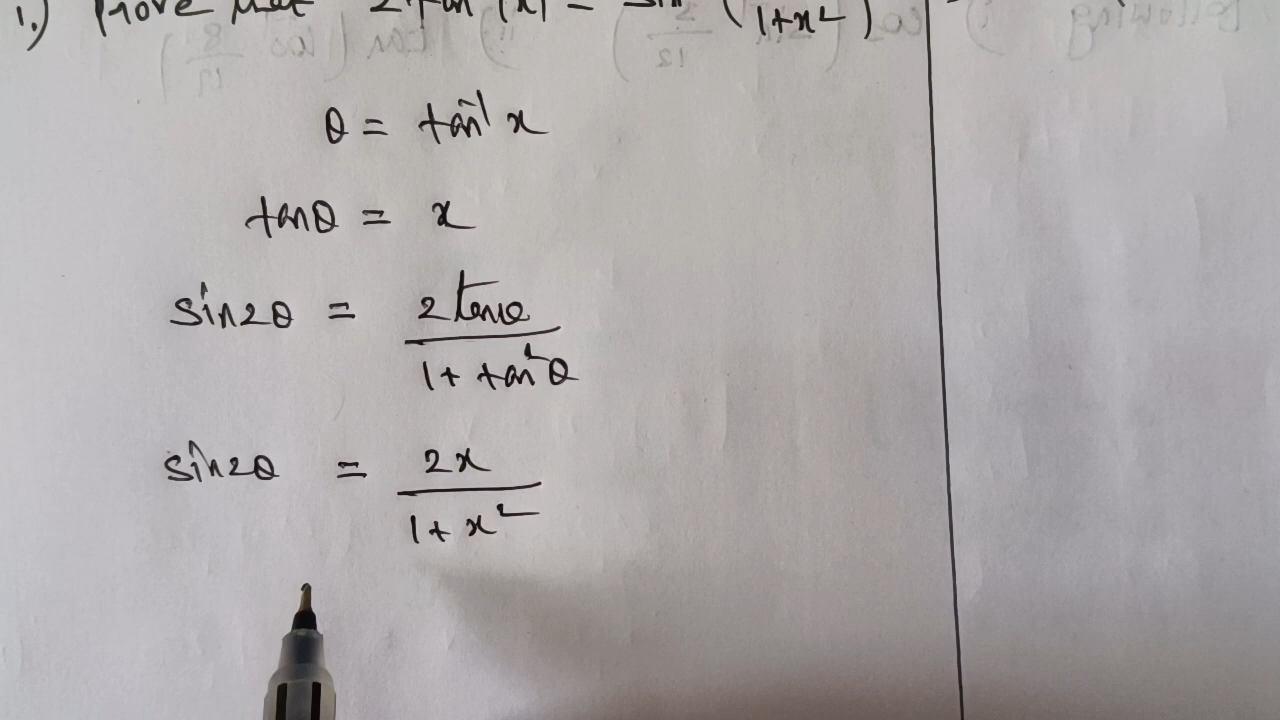 1.) Prove that 2 tan⁻¹(x) = sin⁻¹( /1+x²)
θ = tan⁻¹ x
tanθ = x
sin2θ = 2tanθ / 1+tan²θ
sin2θ = 2x / 1+x²